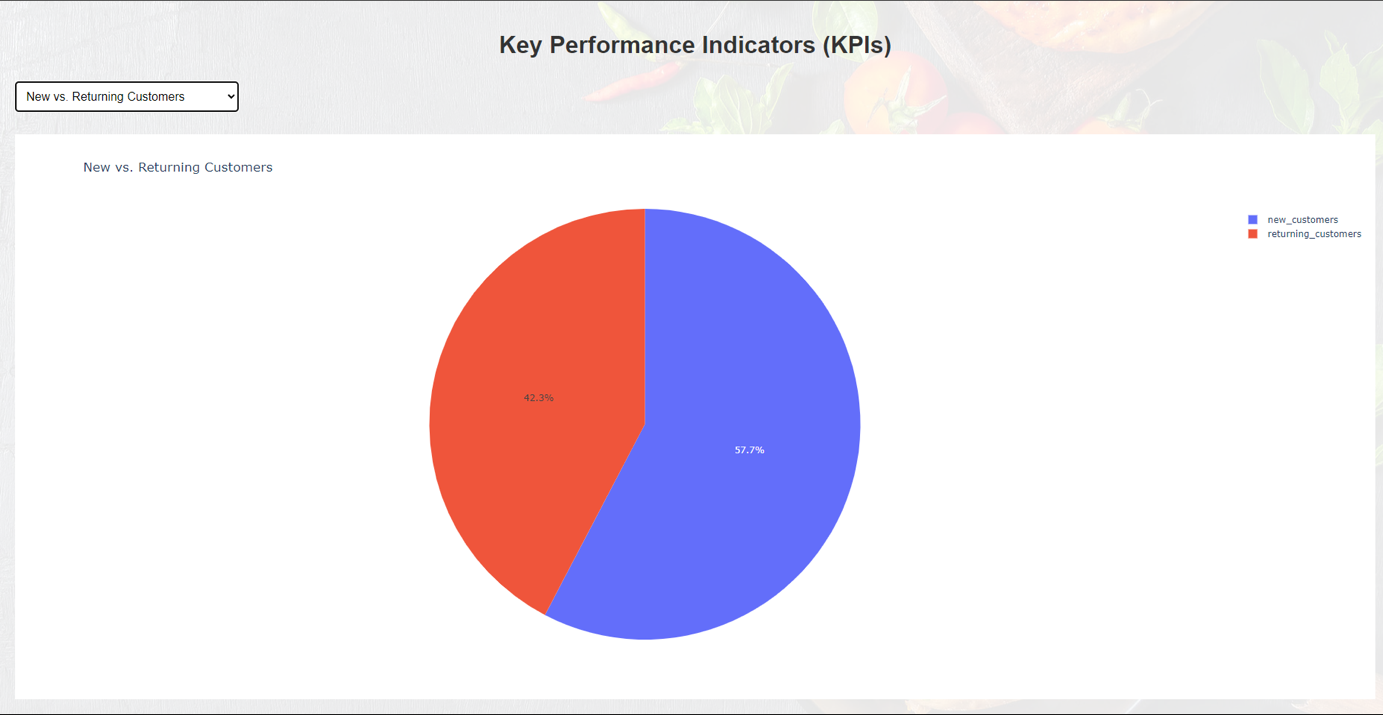 Key Performance Indicators (KPIs)
New vs. Returning Customers
New vs. Returning Customers
new_customers
returning_customers
42.3%
57.7%